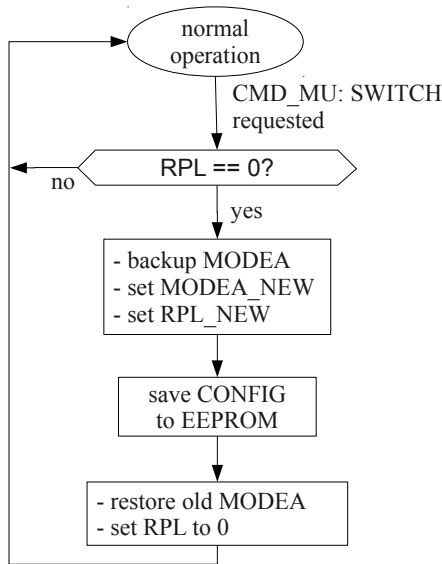 normal
operation
CMD_MU: SWITCH
requested
RPL == 0?
no
yes
- backup MODEA
- set MODEA_NEW
- set RPL_NEW
save CONFIG
to EEPROM
- restore old MODEA
- set RPL to 0